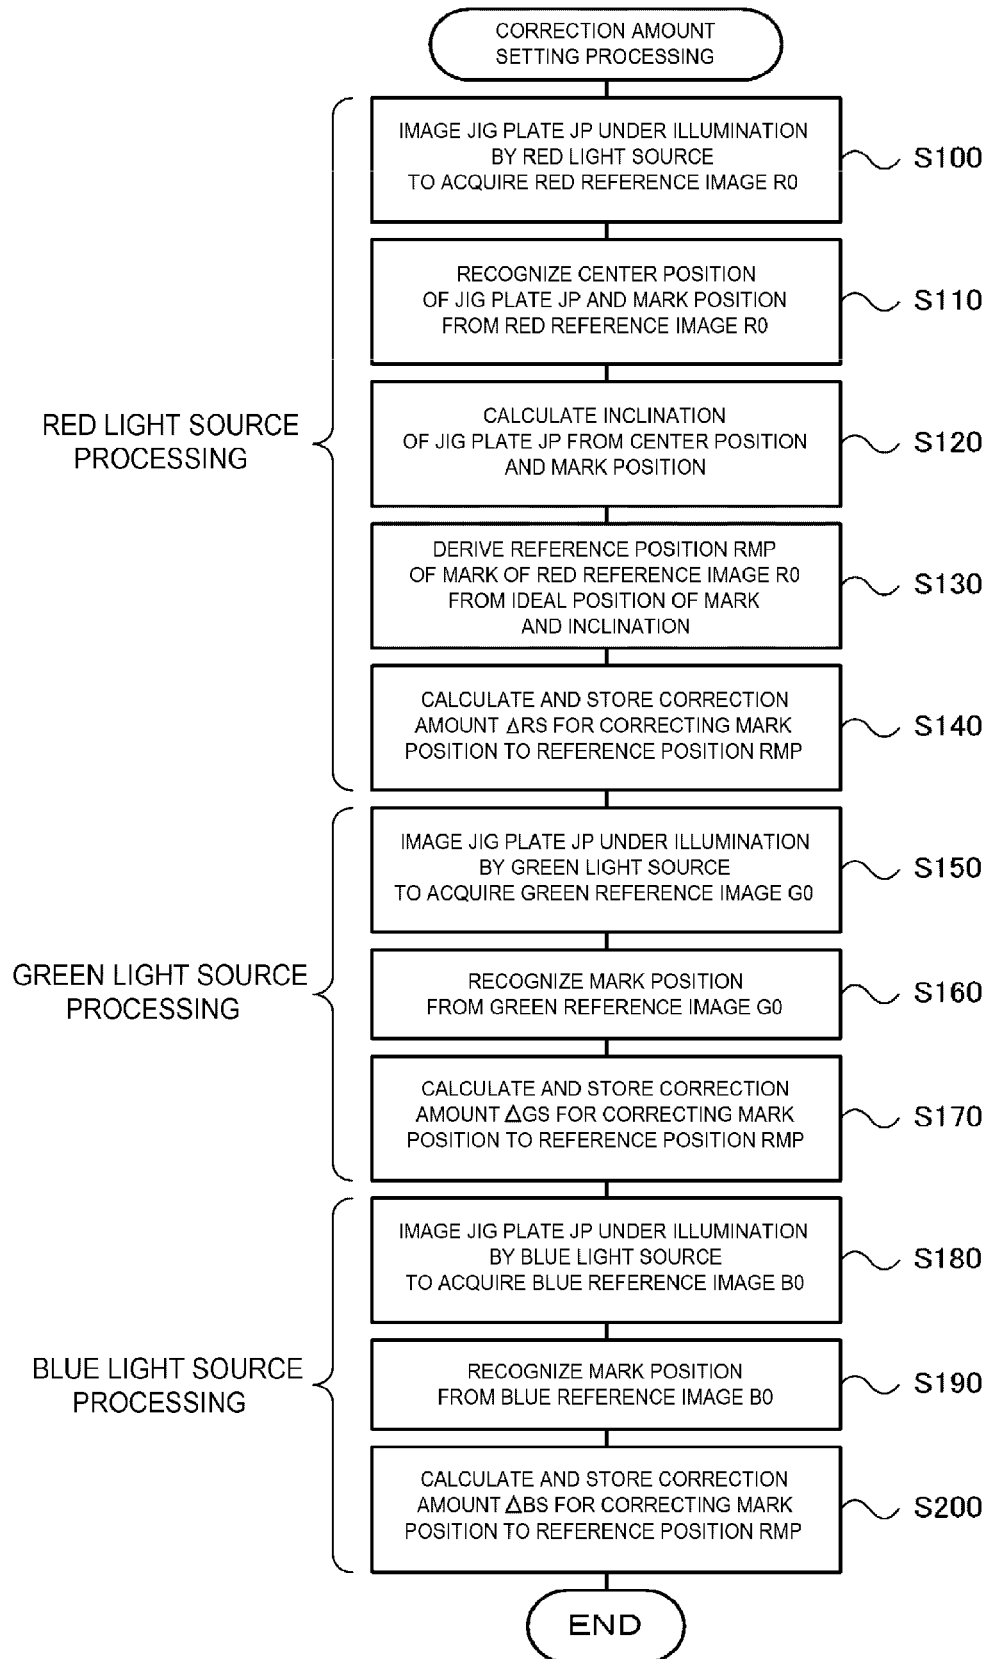 CORRECTION AMOUNT
SETTING PROCESSING
IMAGE JIG PLATE JP UNDER ILLUMINATION
BY RED LIGHT SOURCE
TO ACQUIRE RED REFERENCE IMAGE R0
S100
RECOGNIZE CENTER POSITION
OF JIG PLATE JP AND MARK POSITION
FROM RED REFERENCE IMAGE R0
S110
RED LIGHT SOURCE
PROCESSING
CALCULATE INCLINATION
OF JIG PLATE JP FROM CENTER POSITION
AND MARK POSITION
S120
DERIVE REFERENCE POSITION RMP
OF MARK OF RED REFERENCE IMAGE R0
FROM IDEAL POSITION OF MARK
AND INCLINATION
S130
CALCULATE AND STORE CORRECTION
AMOUNT ΔRS FOR CORRECTING MARK
POSITION TO REFERENCE POSITION RMP
S140
IMAGE JIG PLATE JP UNDER ILLUMINATION
BY GREEN LIGHT SOURCE
TO ACQUIRE GREEN REFERENCE IMAGE G0
S150
GREEN LIGHT SOURCE
PROCESSING
RECOGNIZE MARK POSITION
FROM GREEN REFERENCE IMAGE G0
S160
CALCULATE AND STORE CORRECTION
AMOUNT ΔGS FOR CORRECTING MARK
POSITION TO REFERENCE POSITION RMP
S170
IMAGE JIG PLATE JP UNDER ILLUMINATION
BY BLUE LIGHT SOURCE
TO ACQUIRE BLUE REFERENCE IMAGE B0
S180
BLUE LIGHT SOURCE
PROCESSING
RECOGNIZE MARK POSITION
FROM BLUE REFERENCE IMAGE B0
S190
CALCULATE AND STORE CORRECTION
AMOUNT ΔBS FOR CORRECTING MARK
POSITION TO REFERENCE POSITION RMP
S200
END